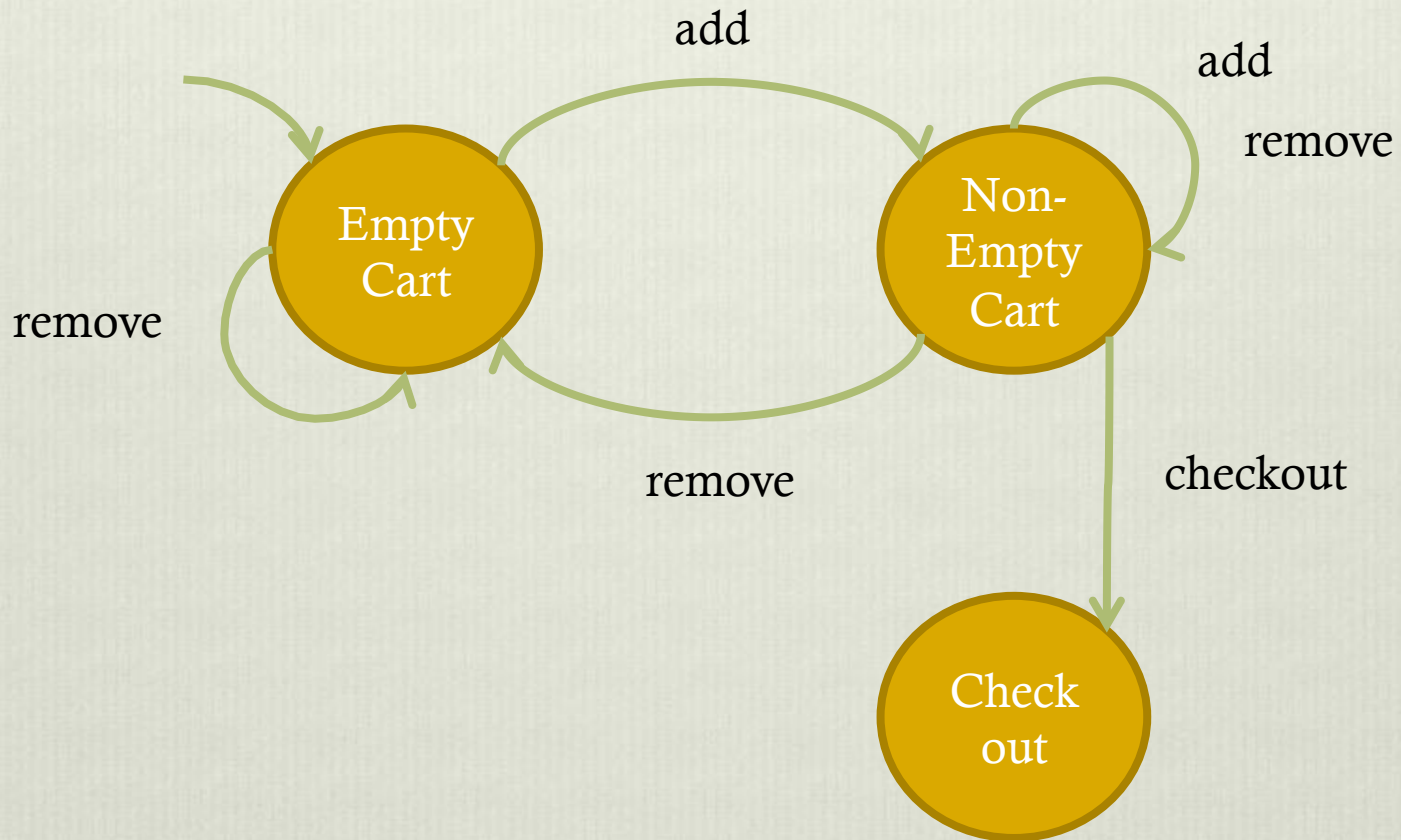 add
add
remove
Empty
Cart
Non-
Empty
Cart
remove
remove
checkout
Check
out